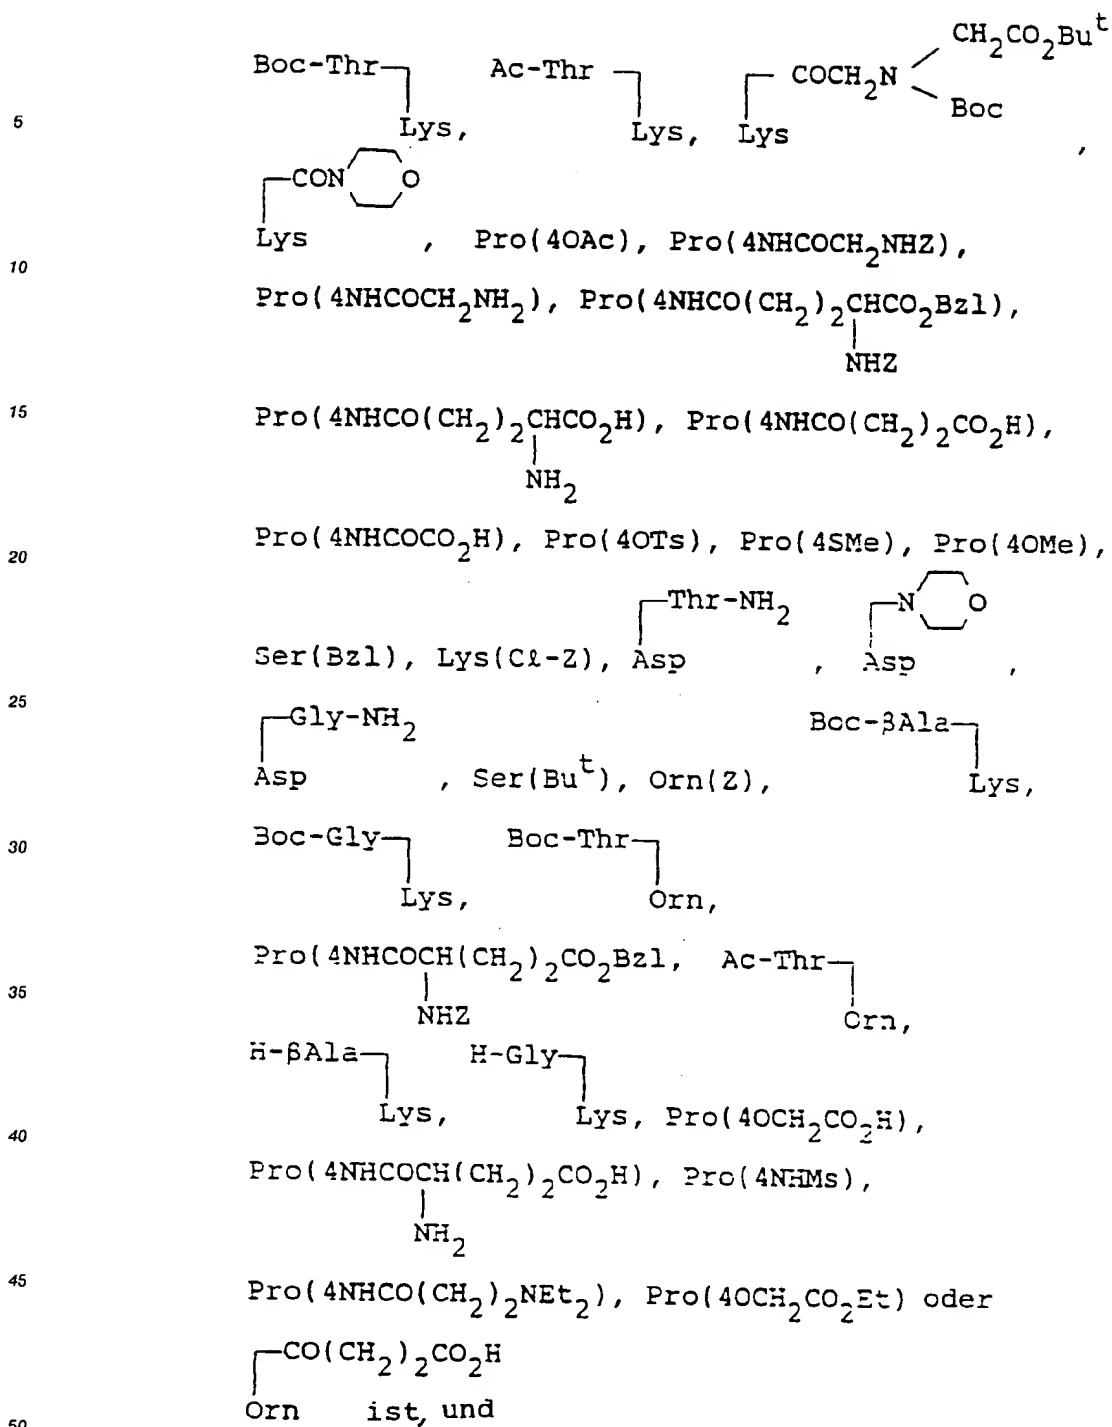 CH₂CO₂Buᵗ
Boc-Thr Ac-Thr COCH₂N
Boc
5
Lys, Lys, Lys ,
CON O
Lys , Pro(4OAc), Pro(4NHCOCH₂NHZ),
10
Pro(4NHCOCH₂NH₂), Pro(4NHCO(CH₂)₂CHCO₂Bzl),
NHZ
15
Pro(4NHCO(CH₂)₂CHCO₂H), Pro(4NHCO(CH₂)₂CO₂H),
NH₂
20
Pro(4NHCOCO₂H), Pro(4OTs), Pro(4SMe), Pro(4OMe),
Thr-NH₂ N O
Ser(Bzl), Lys(Cℓ-Z), Asp , Asp ,
25
Gly-NH₂ Boc-βAla
Asp , Ser(Buᵗ), Orn(Z), Lys,
30
Boc-Gly Boc-Thr
Lys, Orn,
Pro(4NHCOCH(CH₂)₂CO₂Bzl, Ac-Thr
35
NHZ Orn,
H-βAla H-Gly
Lys, Lys, Pro(4OCH₂CO₂H),
40
Pro(4NHCOCH(CH₂)₂CO₂H), Pro(4NHMs),
NH₂
45
Pro(4NHCO(CH₂)₂NEt₂), Pro(4OCH₂CO₂Et) oder
CO(CH₂)₂CO₂H
Orn ist, und
50